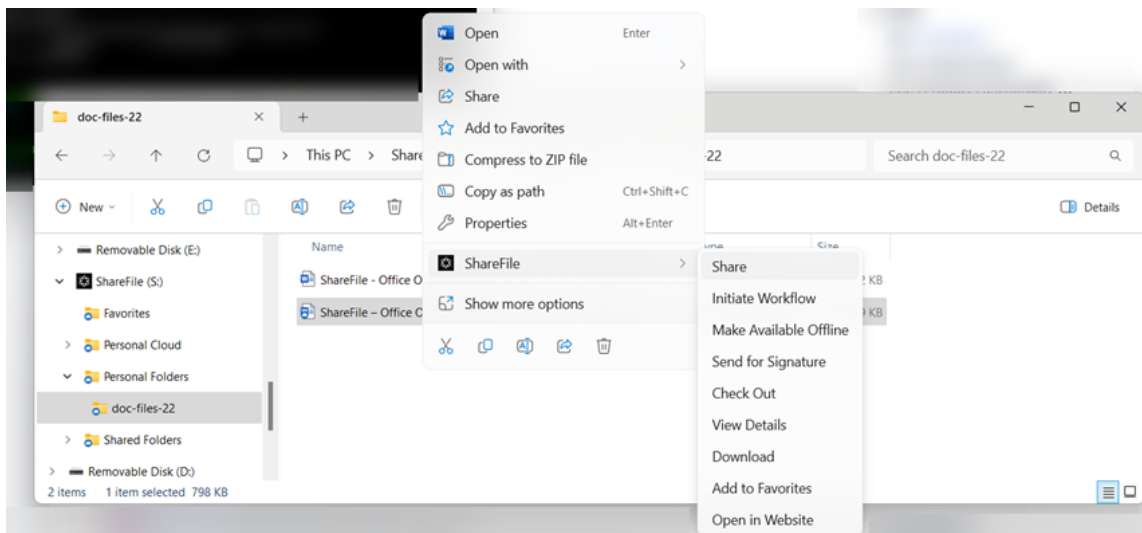 Open Enter
Open with
Share
doc-files-22
Add to Favorites
This PC > Share
Compress to ZIP file
-22
Search doc-files-22
New
Copy as path Ctrl+Shift+C
Details
Properties Alt+Enter
Removable Disk (E:)
Name
ShareFile
Size
ShareFile (S:)
ShareFile - Office O
Share
KB
Favorites
ShareFile – Office O
Show more options
Initiate Workflow
KB
Personal Cloud
Make Available Offline
Personal Folders
Send for Signature
doc-files-22
Check Out
Shared Folders
View Details
Removable Disk (D:)
Download
2 items 1 item selected 798 KB
Add to Favorites
Open in Website